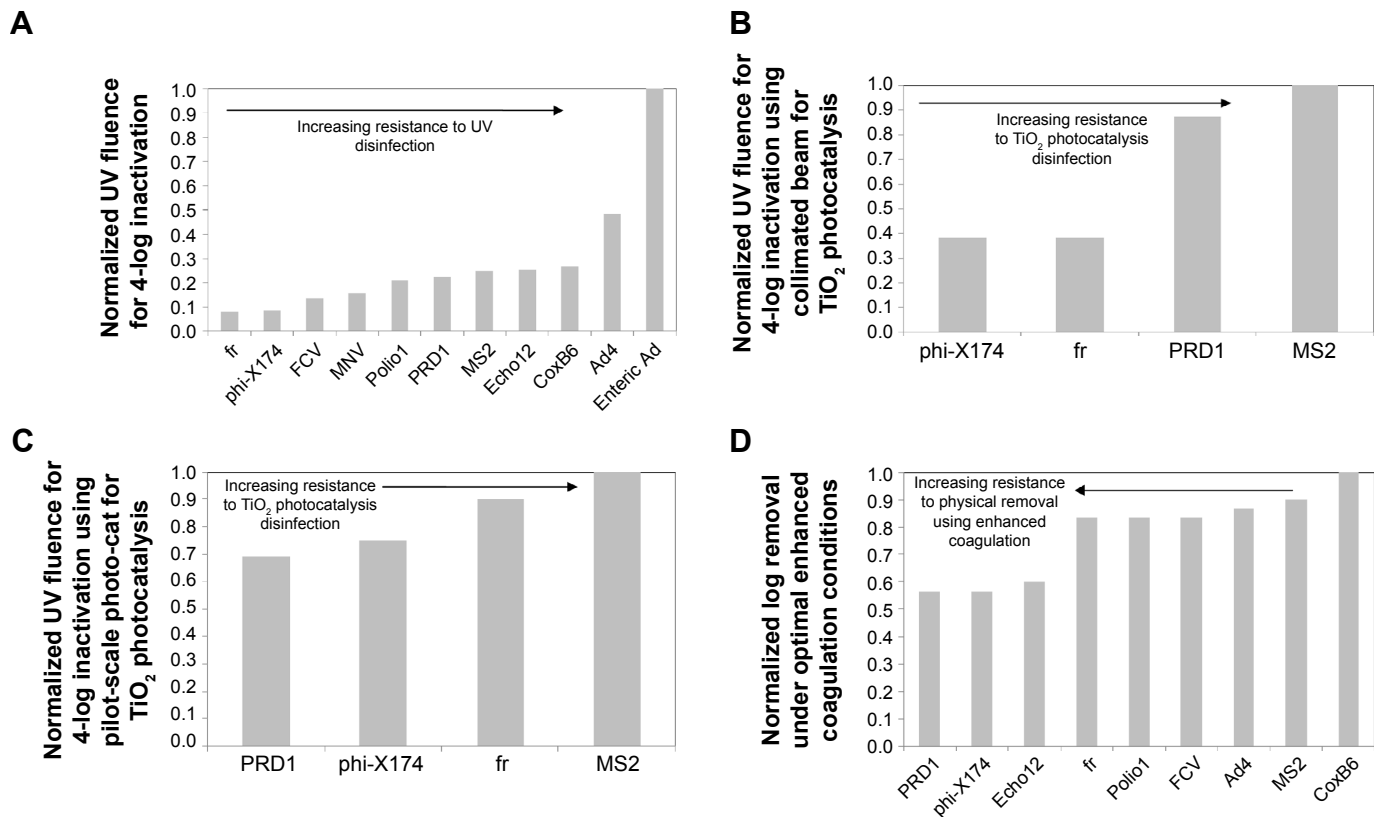 A
Normalized UV fluence
for 4-log inactivation
1.0
0.9
0.8
0.7
0.6
0.5
0.4
0.3
0.2
0.1
0.0
Increasing resistance to UV
disinfection
fr
phi-X174
FCV
MNV
Polio1
PRD1
MS2
Echo12
CoxB6
Ad4
Enteric Ad
B
Normalized UV fluence for
4-log inactivation using
collimated beam for
TiO₂ photocatalysis
1.0
0.9
0.8
0.7
0.6
0.5
0.4
0.3
0.2
0.1
0.0
Increasing resistance
to TiO₂ photocatalysis
disinfection
phi-X174
fr
PRD1
MS2
C
Normalized UV fluence for
4-log inactivation using
pilot-scale photo-cat for
TiO₂ photocatalysis
1.0
0.9
0.8
0.7
0.6
0.5
0.4
0.3
0.2
0.1
0.0
Increasing resistance
to TiO₂ photocatalysis
disinfection
PRD1
phi-X174
fr
MS2
D
Normalized log removal
under optimal enhanced
coagulation conditions
1.0
0.9
0.8
0.7
0.6
0.5
0.4
0.3
0.2
0.1
0.0
Increasing resistance
to physical removal
using enhanced
coagulation
PRD1
phi-X174
Echo12
fr
Polio1
FCV
Ad4
MS2
CoxB6